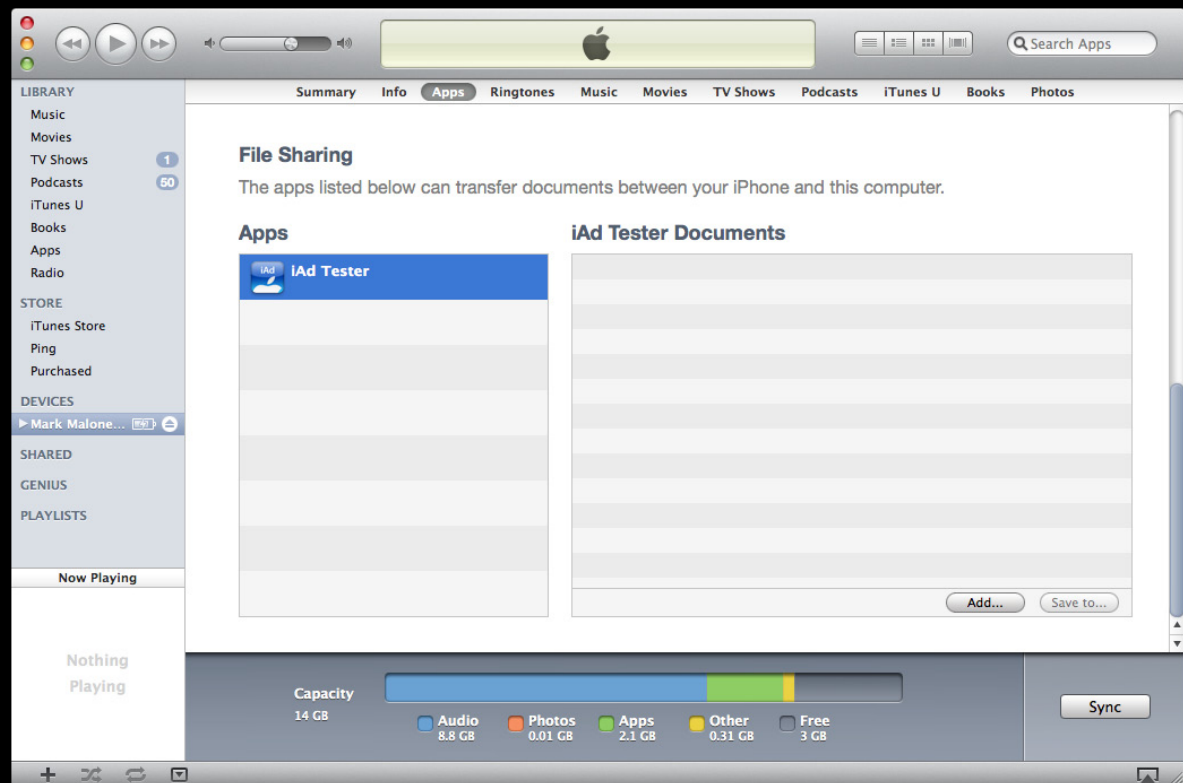 Search Apps
LIBRARY
Music
Movies
TV Shows 1
Podcasts 50
iTunes U
Books
Apps
Radio
STORE
iTunes Store
Ping
Purchased
DEVICES
Mark Malone...
SHARED
GENIUS
PLAYLISTS
Now Playing
Nothing
Playing
Summary Info Apps Ringtones Music Movies TV Shows Podcasts iTunes U Books Photos
File Sharing
The apps listed below can transfer documents between your iPhone and this computer.
Apps
iAd iAd Tester
iAd Tester Documents
Add... Save to...
Capacity
14 GB
Audio
8.8 GB
Photos
0.01 GB
Apps
2.1 GB
Other
0.31 GB
Free
3 GB
Sync